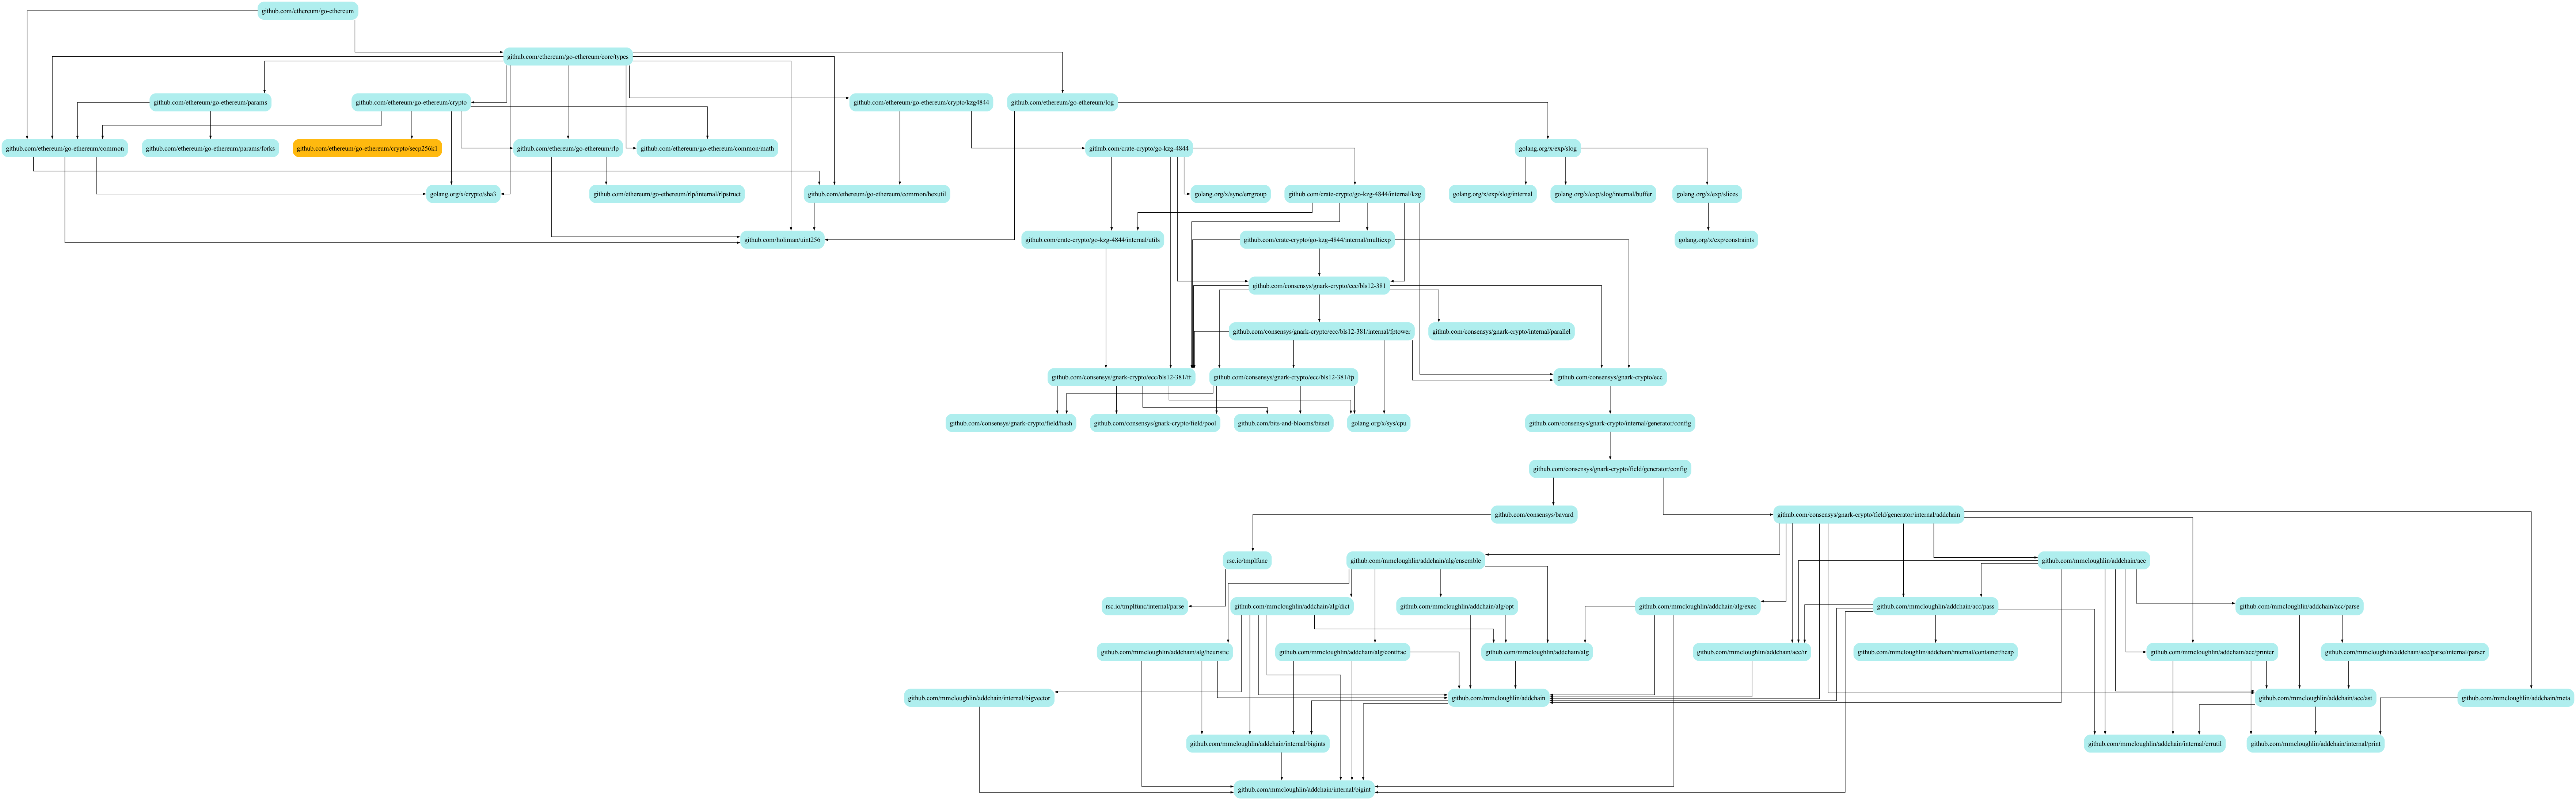 github.com/ethereum/go-ethereum
github.com/ethereum/go-ethereum/core/types
github.com/ethereum/go-ethereum/params
github.com/ethereum/go-ethereum/crypto
github.com/ethereum/go-ethereum/crypto/kzg4844
github.com/ethereum/go-ethereum/log
github.com/ethereum/go-ethereum/common
github.com/ethereum/go-ethereum/params/forks
github.com/ethereum/go-ethereum/crypto/secp256k1
github.com/ethereum/go-ethereum/rlp
github.com/ethereum/go-ethereum/common/math
github.com/crate-crypto/go-kzg-4844
golang.org/x/exp/slog
golang.org/x/crypto/sha3
github.com/ethereum/go-ethereum/rlp/internal/rlpstruct
github.com/ethereum/go-ethereum/common/hexutil
golang.org/x/sync/errgroup
github.com/crate-crypto/go-kzg-4844/internal/kzg
golang.org/x/exp/slog/internal
golang.org/x/exp/slog/internal/buffer
golang.org/x/exp/slices
github.com/holiman/uint256
github.com/crate-crypto/go-kzg-4844/internal/utils
github.com/crate-crypto/go-kzg-4844/internal/multiexp
golang.org/x/exp/constraints
github.com/consensys/gnark-crypto/ecc/bls12-381
github.com/consensys/gnark-crypto/ecc/bls12-381/internal/fptower
github.com/consensys/gnark-crypto/internal/parallel
github.com/consensys/gnark-crypto/ecc/bls12-381/fr
github.com/consensys/gnark-crypto/ecc/bls12-381/fp
github.com/consensys/gnark-crypto/ecc
github.com/consensys/gnark-crypto/field/hash
github.com/consensys/gnark-crypto/field/pool
github.com/bits-and-blooms/bitset
golang.org/x/sys/cpu
github.com/consensys/gnark-crypto/internal/generator/config
github.com/consensys/gnark-crypto/field/generator/config
github.com/consensys/bavard
github.com/consensys/gnark-crypto/field/generator/internal/addchain
rsc.io/tmplfunc
github.com/mmcloughlin/addchain/alg/ensemble
github.com/mmcloughlin/addchain/acc
rsc.io/tmplfunc/internal/parse
github.com/mmcloughlin/addchain/alg/dict
github.com/mmcloughlin/addchain/alg/opt
github.com/mmcloughlin/addchain/alg/exec
github.com/mmcloughlin/addchain/acc/pass
github.com/mmcloughlin/addchain/acc/parse
github.com/mmcloughlin/addchain/alg/heuristic
github.com/mmcloughlin/addchain/alg/contfrac
github.com/mmcloughlin/addchain/alg
github.com/mmcloughlin/addchain/acc/ir
github.com/mmcloughlin/addchain/internal/container/heap
github.com/mmcloughlin/addchain/acc/printer
github.com/mmcloughlin/addchain/acc/parse/internal/parser
github.com/mmcloughlin/addchain/internal/bigvector
github.com/mmcloughlin/addchain
github.com/mmcloughlin/addchain/acc/ast
github.com/mmcloughlin/addchain/meta
github.com/mmcloughlin/addchain/internal/bigints
github.com/mmcloughlin/addchain/internal/errutil
github.com/mmcloughlin/addchain/internal/print
github.com/mmcloughlin/addchain/internal/bigint